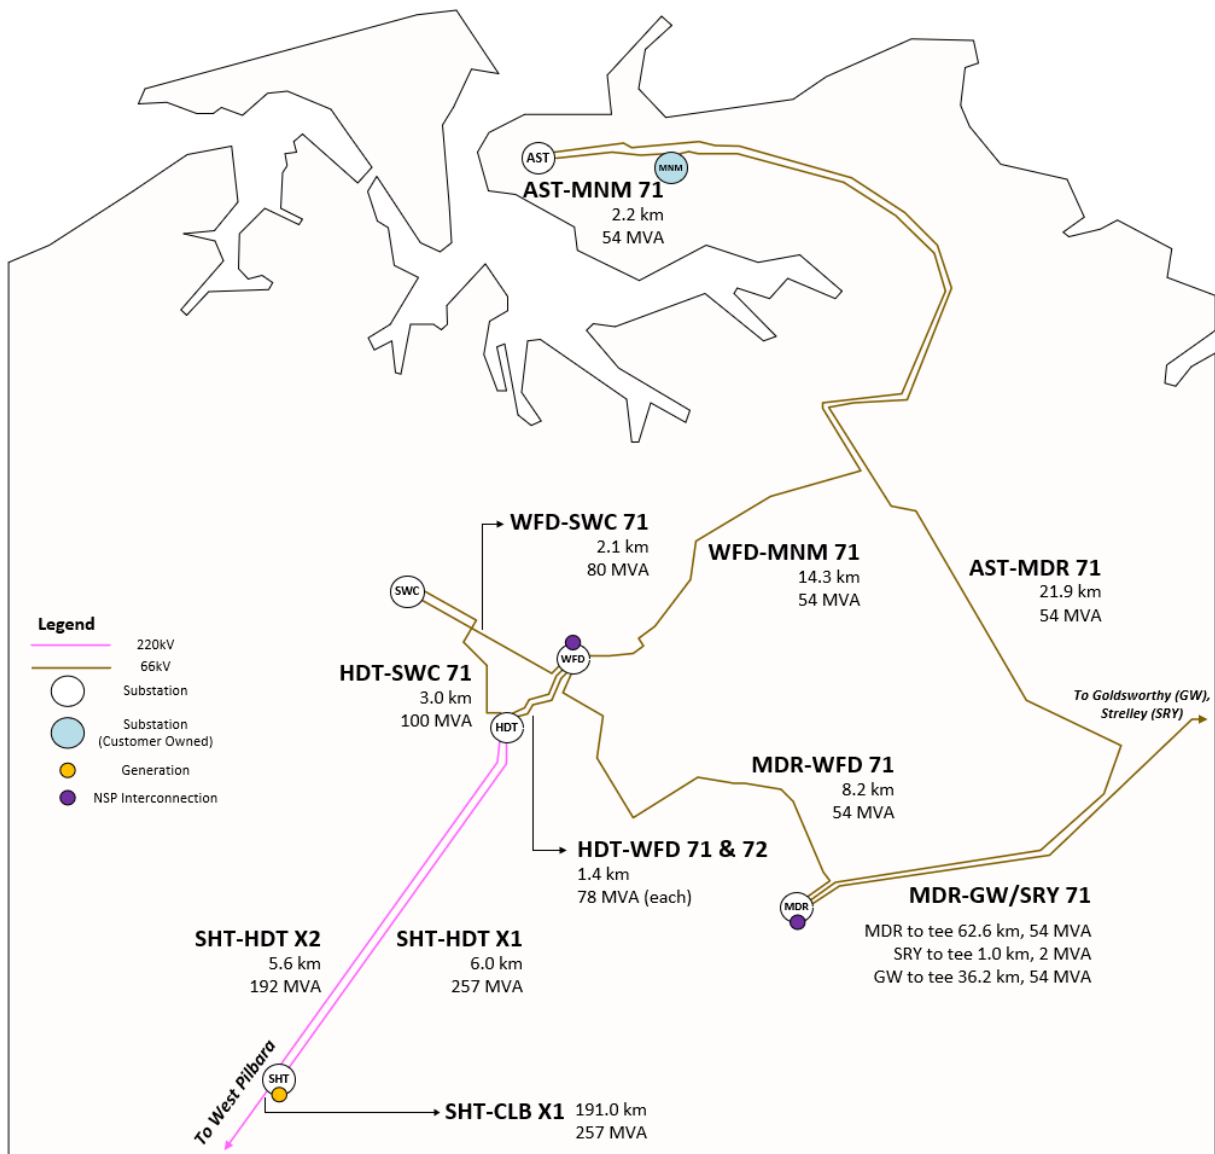 AST
MNM
AST-MNM 71
2.2 km
54 MVA
WFD-SWC 71
2.1 km
80 MVA
WFD-MNM 71
14.3 km
54 MVA
AST-MDR 71
21.9 km
54 MVA
SWC
Legend
220kV
66kV
Substation
Substation
(Customer Owned)
Generation
NSP Interconnection
WFD
HDT-SWC 71
3.0 km
100 MVA
HDT
To Goldsworthy (GW),
Strelley (SRY)
MDR-WFD 71
8.2 km
54 MVA
HDT-WFD 71 & 72
1.4 km
78 MVA (each)
MDR
MDR-GW/SRY 71
MDR to tee 62.6 km, 54 MVA
SRY to tee 1.0 km, 2 MVA
GW to tee 36.2 km, 54 MVA
SHT-HDT X2
5.6 km
192 MVA
SHT-HDT X1
6.0 km
257 MVA
To West Pilbara
SHT
SHT-CLB X1
191.0 km
257 MVA